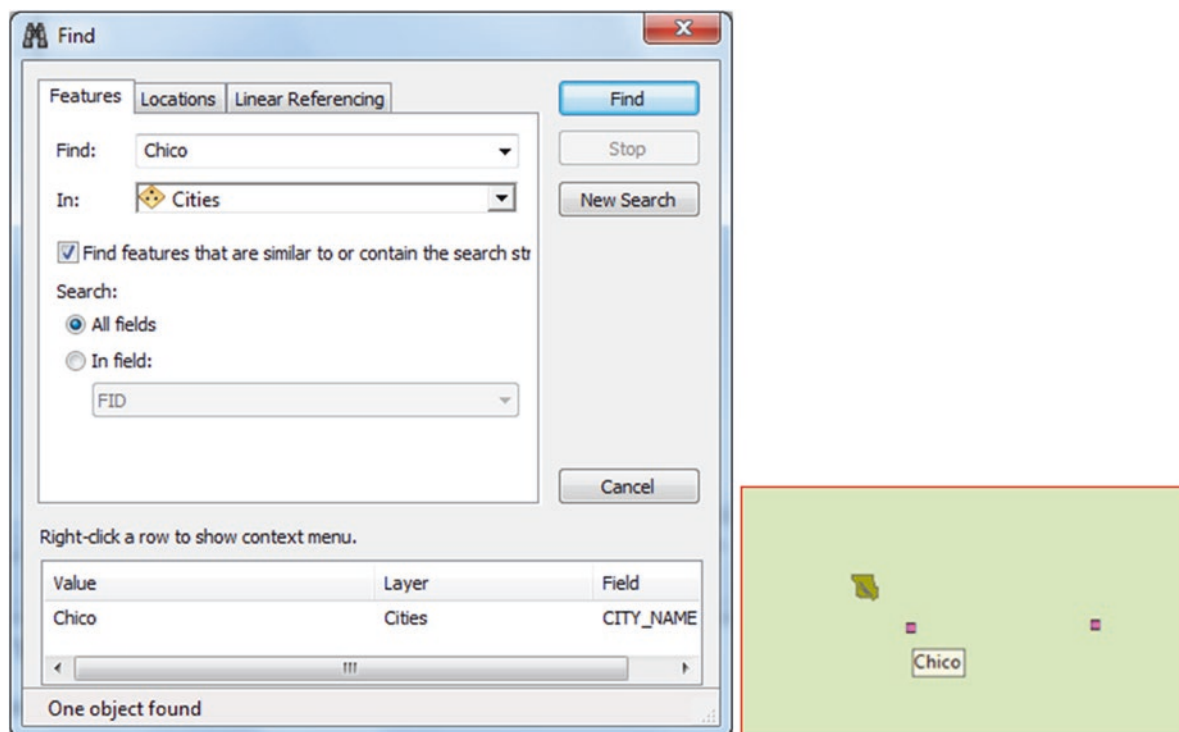 Find
Features Locations Linear Referencing
Find
Find: Chico
Stop
In: Cities
New Search
Find features that are similar to or contain the search str
Search:
All fields
In field:
FID
Cancel
Right-click a row to show context menu.
Value Layer Field
Chico Cities CITY_NAME
One object found
Chico